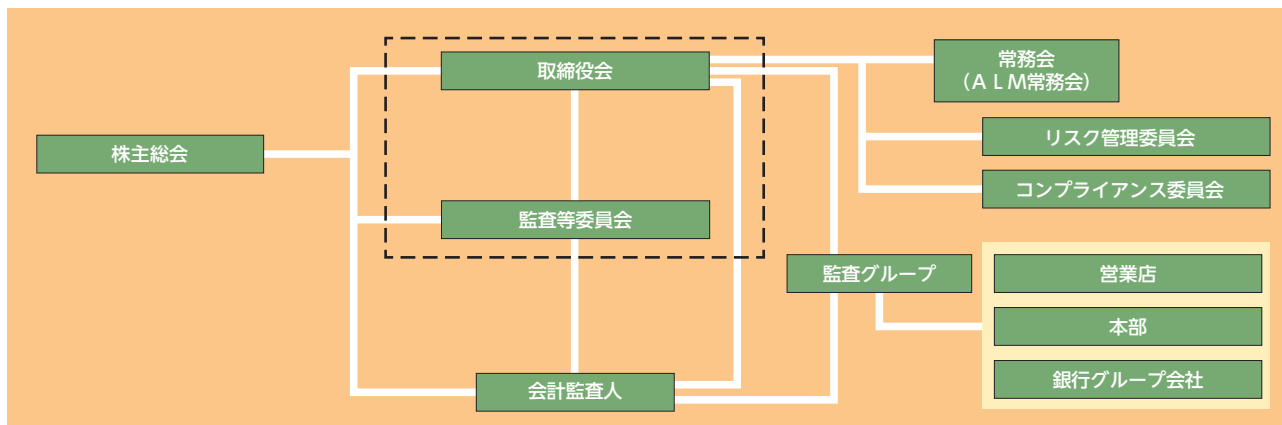 取締役会
常務会
（ＡＬＭ常務会）
株主総会
リスク管理委員会
コンプライアンス委員会
監査等委員会
監査グループ
営業店
本部
会計監査人
銀行グループ会社